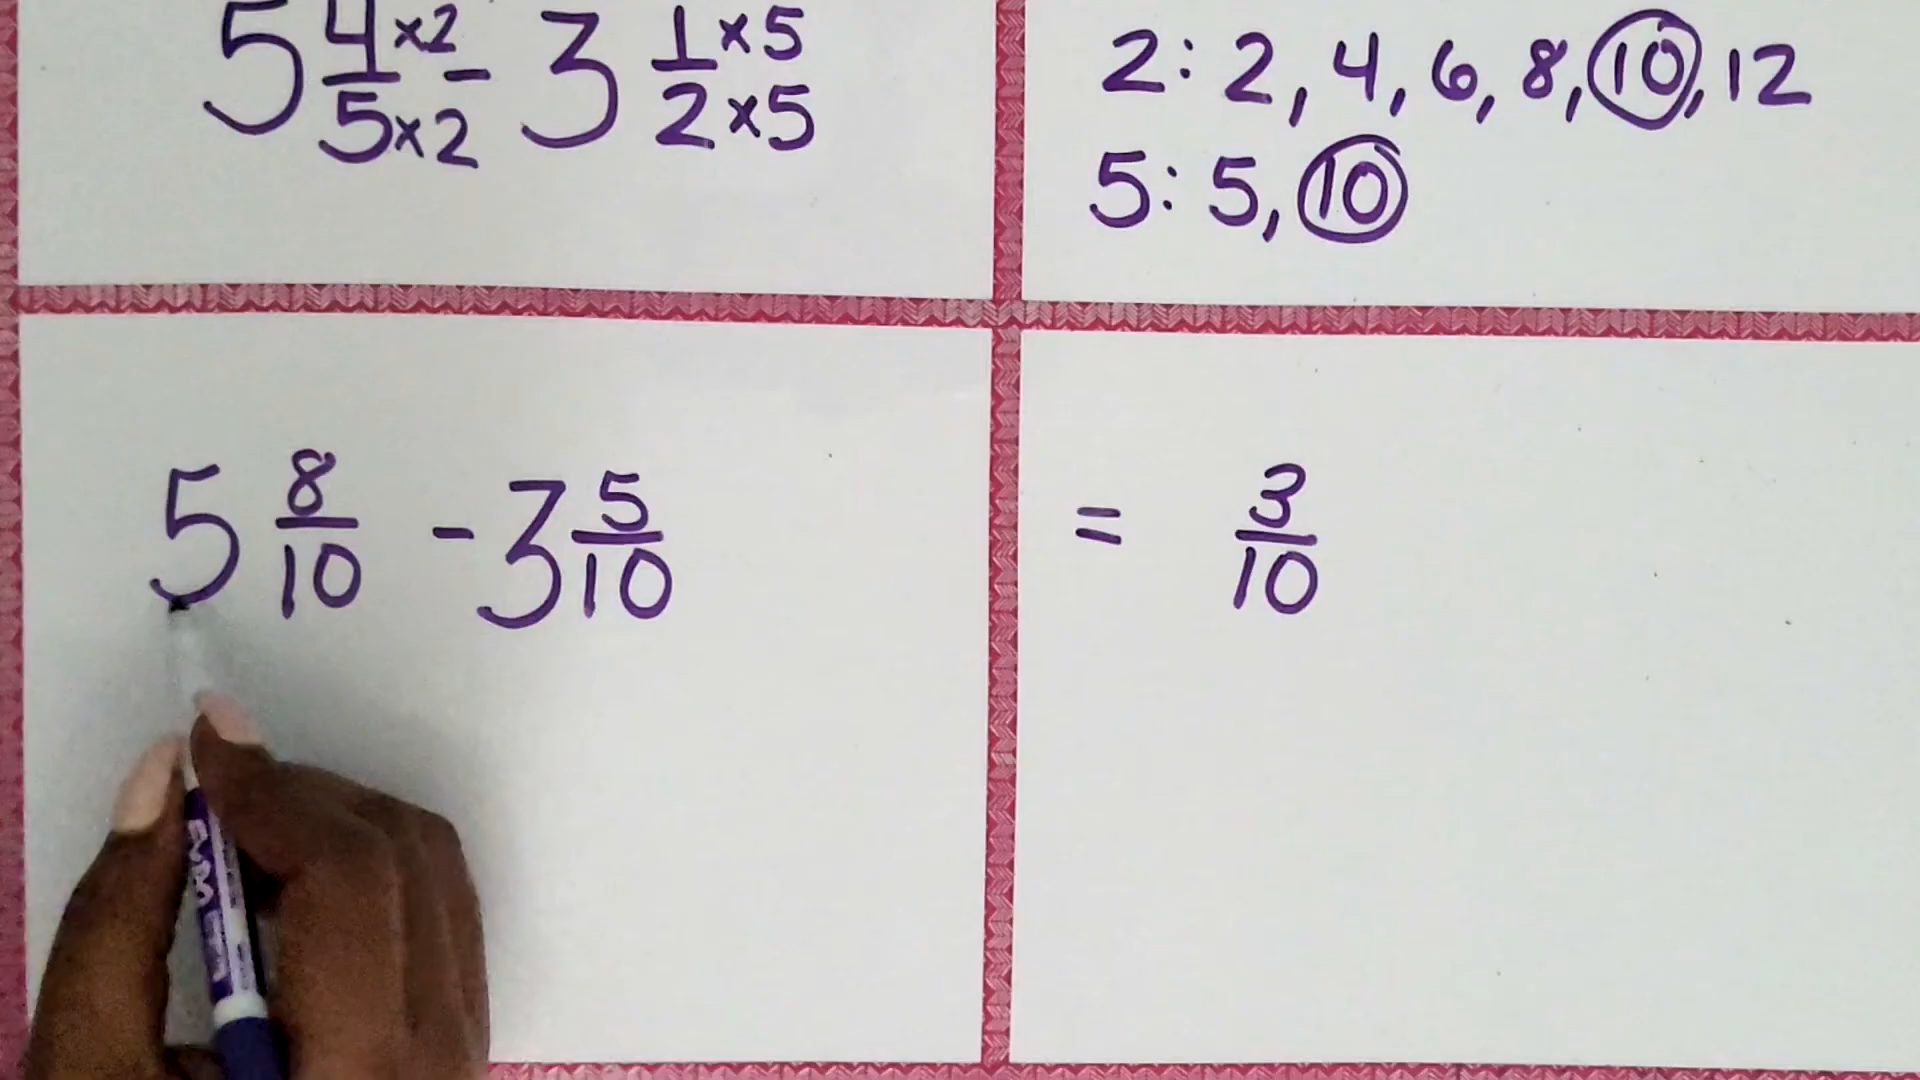 5 4×2/5×2 - 3 1×5/2×5
2: 2, 4, 6, 8, 10, 12
5: 5, 10
5 8/10 - 3 5/10
= 3/10
EXPO